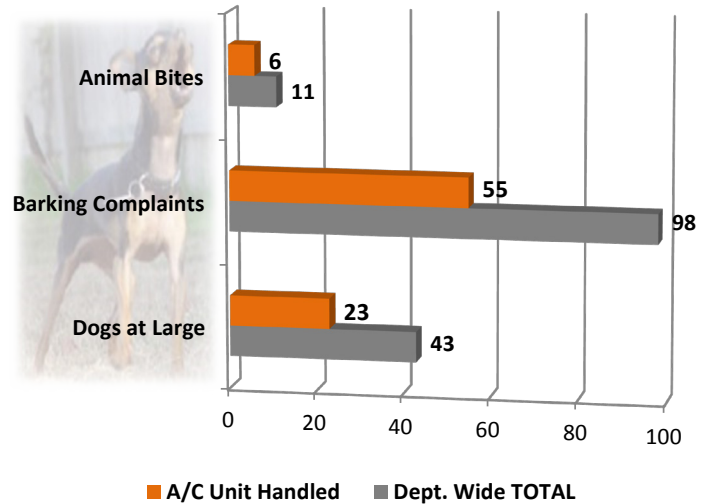 Animal Bites
6
11
Barking Complaints
55
98
Dogs at Large
23
43
0 20 40 60 80 100
A/C Unit Handled Dept. Wide TOTAL